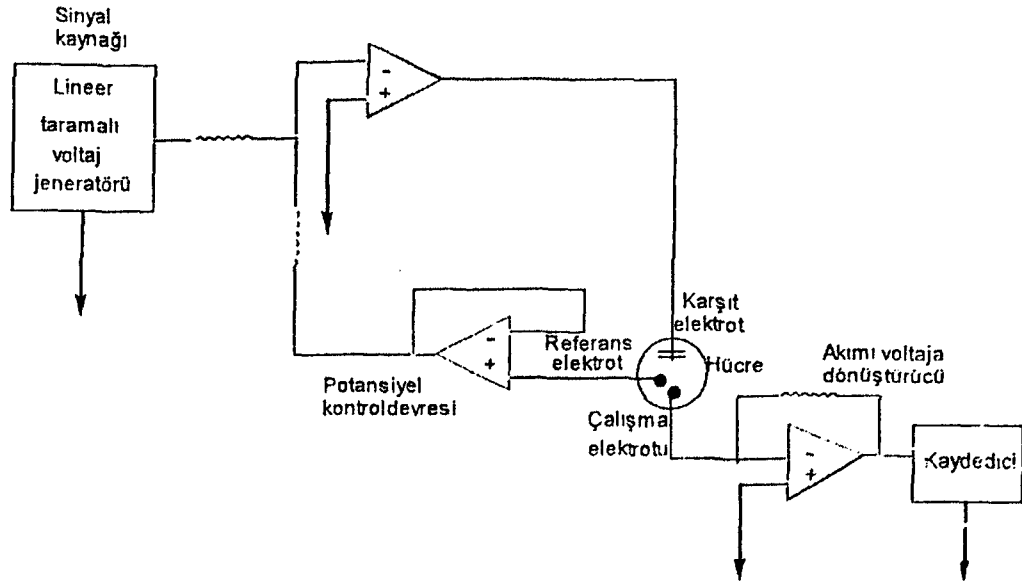 Sinyal
kaynağı
Lineer
taramalı
voltaj
jeneratörü
-
+
Karşıt
elektrot
Referans
elektrot
Hücre
-
+
Potansiyel
kontroldevresi
Akımı voltaja
dönüştürücü
Çalışma
elektrotu
-
+
Kaydedici